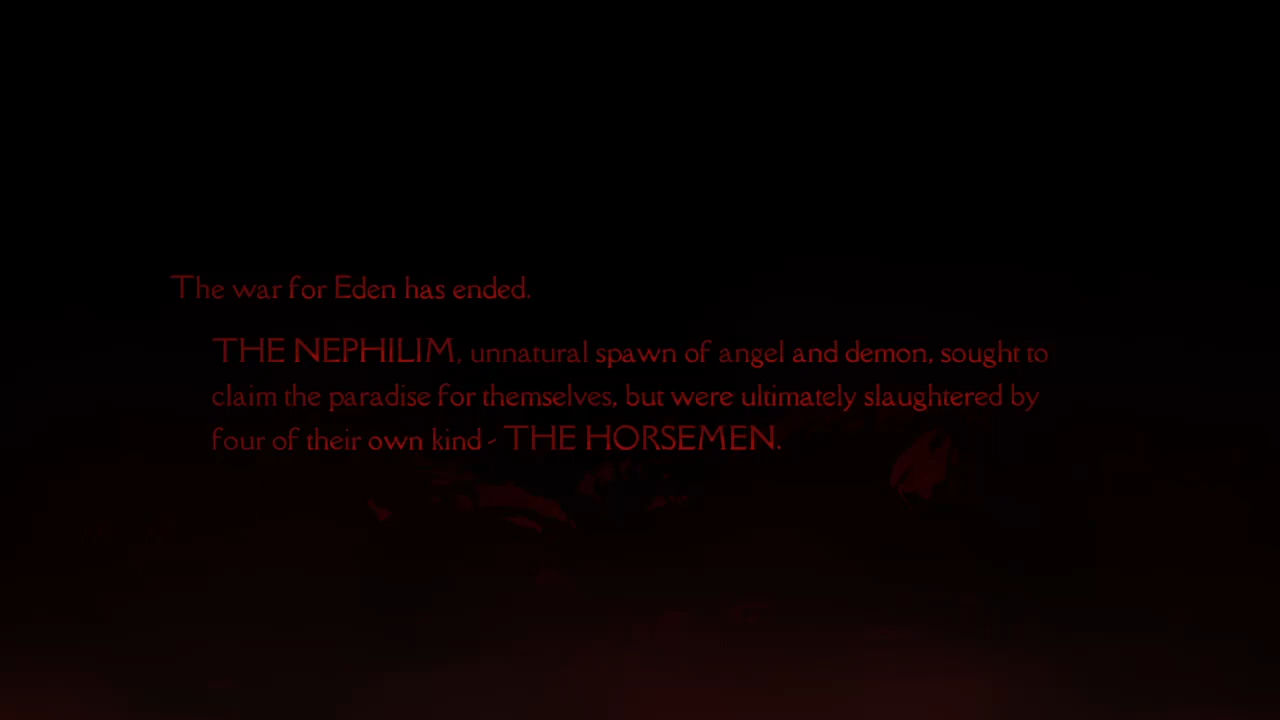 The war for Eden has ended.
THE NEPHILIM, unnatural spawn of angel and demon, sought to
claim the paradise for themselves, but were ultimately slaughtered by
four of their own kind - THE HORSEMEN.